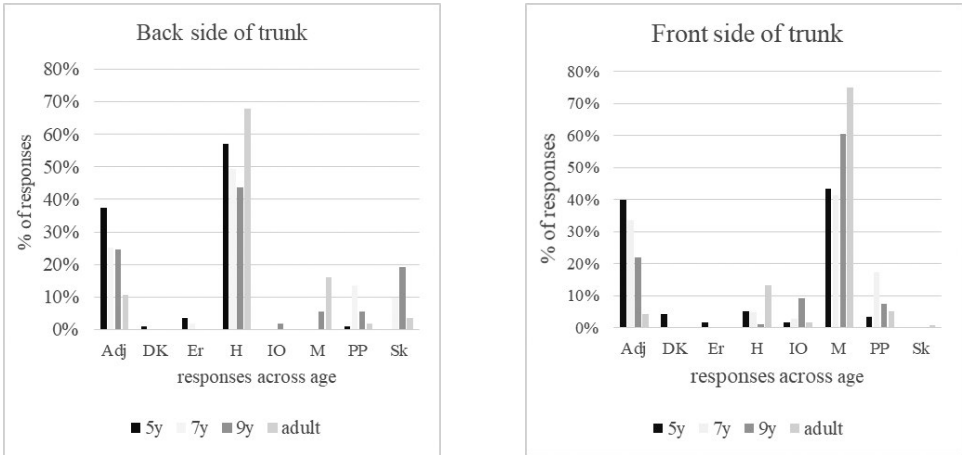 Back side of trunk
80%
70%
60%
50%
40%
30%
20%
10%
0%
% of responses
Adj DK Er H IO M PP Sk
responses across age
5y 7y 9y adult
Front side of trunk
80%
70%
60%
50%
40%
30%
20%
10%
0%
% of responses
Adj DK Er H IO M PP Sk
responses across age
5y 7y 9y adult